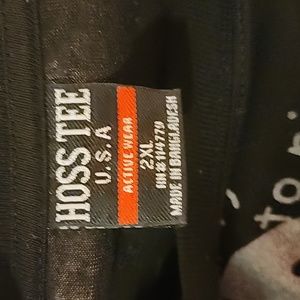 HOSS TEE
U.S.A
ACTIVE WEAR
2XL
MADE IN BANGLADESH